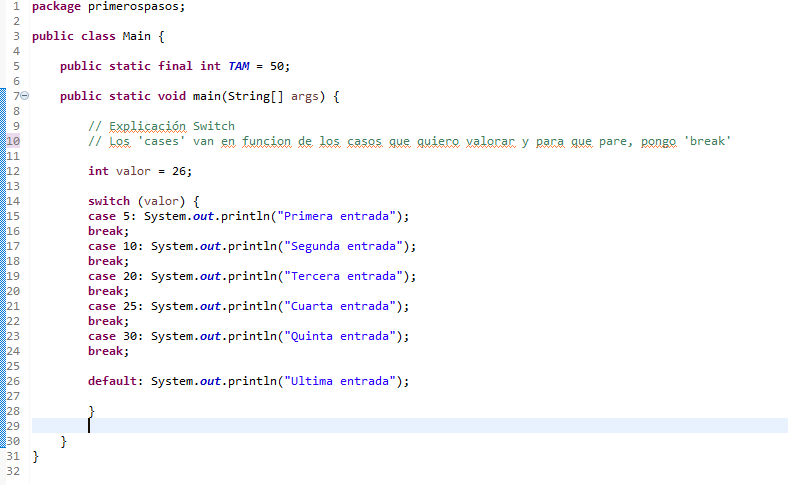 1 package primerospasos;
2
3 public class Main {
4
5     public static final int TAM = 50;
6
7     public static void main(String[] args) {
8
9         // Explicación Switch
10         // Los 'cases' van en funcion de los casos que quiero valorar y para que pare, pongo 'break'
11
12         int valor = 26;
13
14         switch (valor) {
15         case 5: System.out.println("Primera entrada");
16         break;
17         case 10: System.out.println("Segunda entrada");
18         break;
19         case 20: System.out.println("Tercera entrada");
20         break;
21         case 25: System.out.println("Cuarta entrada");
22         break;
23         case 30: System.out.println("Quinta entrada");
24         break;
25
26         default: System.out.println("Ultima entrada");
27
28         }
29
30     }
31 }
32